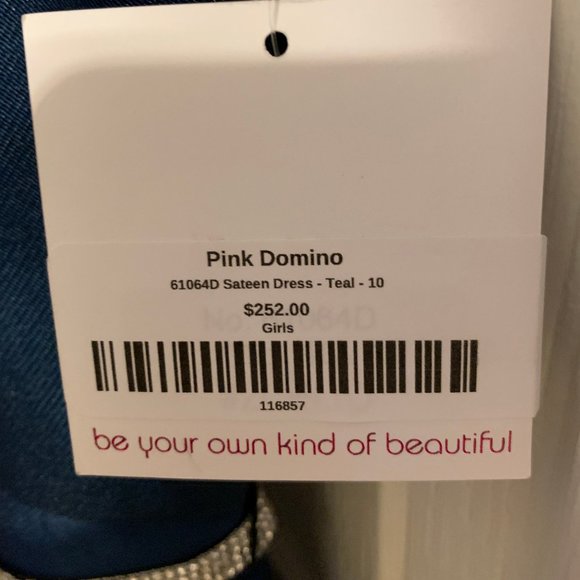 Pink Domino
61064D Sateen Dress - Teal - 10
$252.00
Girls
116857
be your own kind of beautiful